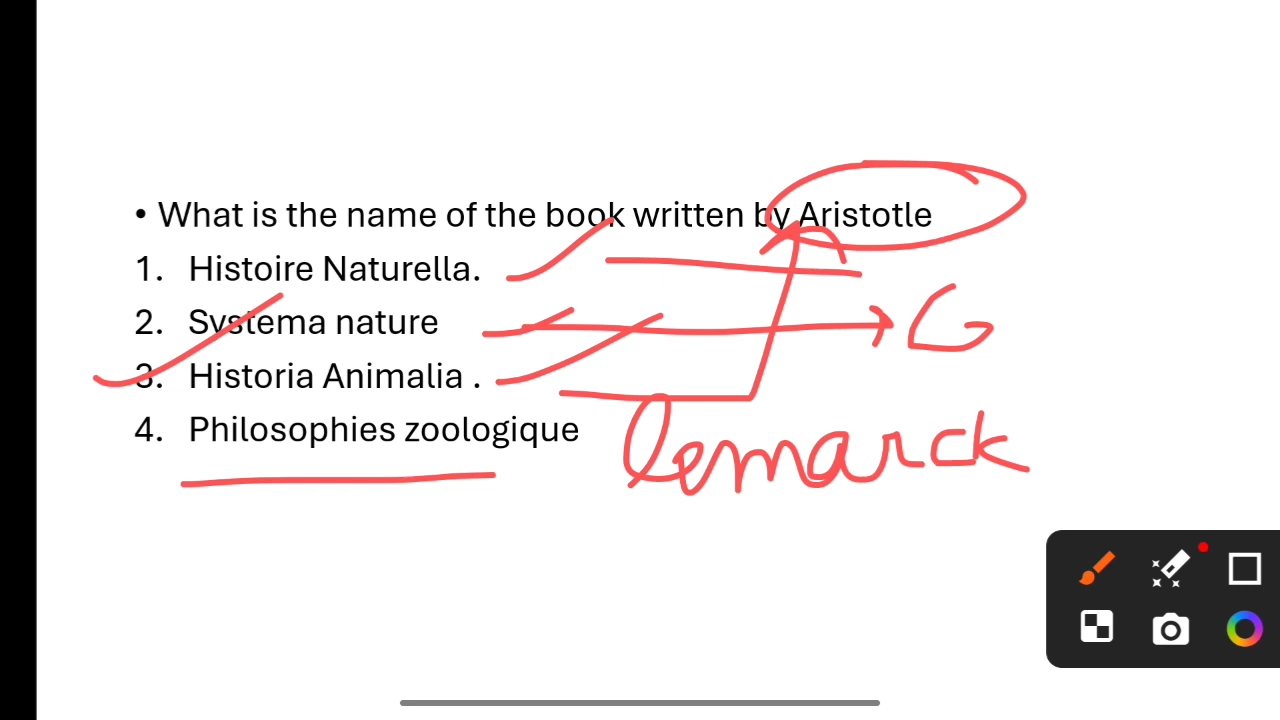 • What is the name of the book written by Aristotle
1. Histoire Naturella.
2. Systema nature
3. Historia Animalia .
4. Philosophies zoologique
G
lemarck